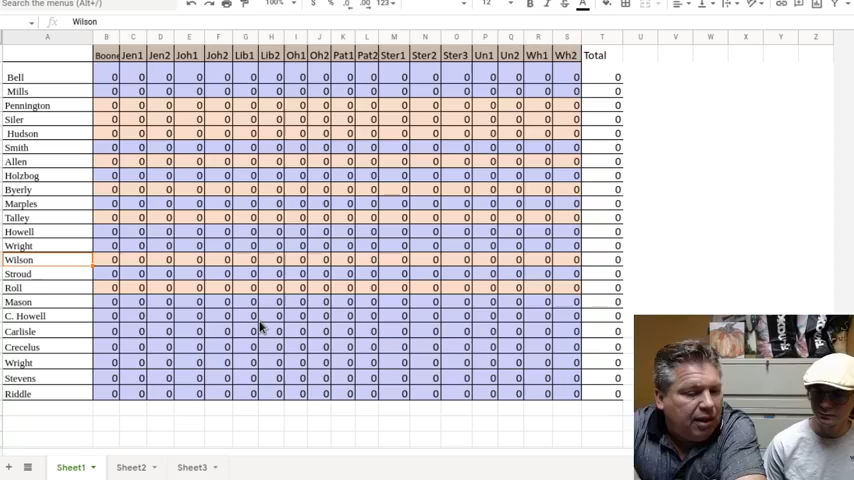 Search the menus (Alt+/)
100%
$ % .0 .00 123
12
B I S A
fx Wilson
A B C D E F G H I J K L M N O P Q R S T U V W X Y Z
Boone Jen1 Jen2 Joh1 Joh2 Lib1 Lib2 Oh1 Oh2 Pat1 Pat2 Ster1 Ster2 Ster3 Un1 Un2 Wh1 Wh2 Total
Bell 0 0 0 0 0 0 0 0 0 0 0 0 0 0 0 0 0 0 0
Mills 0 0 0 0 0 0 0 0 0 0 0 0 0 0 0 0 0 0 0
Pennington 0 0 0 0 0 0 0 0 0 0 0 0 0 0 0 0 0 0 0
Siler 0 0 0 0 0 0 0 0 0 0 0 0 0 0 0 0 0 0 0
Hudson 0 0 0 0 0 0 0 0 0 0 0 0 0 0 0 0 0 0 0
Smith 0 0 0 0 0 0 0 0 0 0 0 0 0 0 0 0 0 0 0
Allen 0 0 0 0 0 0 0 0 0 0 0 0 0 0 0 0 0 0 0
Holzbog 0 0 0 0 0 0 0 0 0 0 0 0 0 0 0 0 0 0 0
Byerly 0 0 0 0 0 0 0 0 0 0 0 0 0 0 0 0 0 0 0
Marples 0 0 0 0 0 0 0 0 0 0 0 0 0 0 0 0 0 0 0
Talley 0 0 0 0 0 0 0 0 0 0 0 0 0 0 0 0 0 0 0
Howell 0 0 0 0 0 0 0 0 0 0 0 0 0 0 0 0 0 0 0
Wright 0 0 0 0 0 0 0 0 0 0 0 0 0 0 0 0 0 0 0
Wilson 0 0 0 0 0 0 0 0 0 0 0 0 0 0 0 0 0 0 0
Stroud 0 0 0 0 0 0 0 0 0 0 0 0 0 0 0 0 0 0 0
Roll 0 0 0 0 0 0 0 0 0 0 0 0 0 0 0 0 0 0 0
Mason 0 0 0 0 0 0 0 0 0 0 0 0 0 0 0 0 0 0 0
C. Howell 0 0 0 0 0 0 0 0 0 0 0 0 0 0 0 0 0 0 0
Carlisle 0 0 0 0 0 0 0 0 0 0 0 0 0 0 0 0 0 0 0
Crecelus 0 0 0 0 0 0 0 0 0 0 0 0 0 0 0 0 0 0 0
Wright 0 0 0 0 0 0 0 0 0 0 0 0 0 0 0 0 0 0 0
Stevens 0 0 0 0 0 0 0 0 0 0 0 0 0 0 0 0 0 0 0
Riddle 0 0 0 0 0 0 0 0 0 0 0 0 0 0 0 0 0 0 0
Sheet1 Sheet2 Sheet3